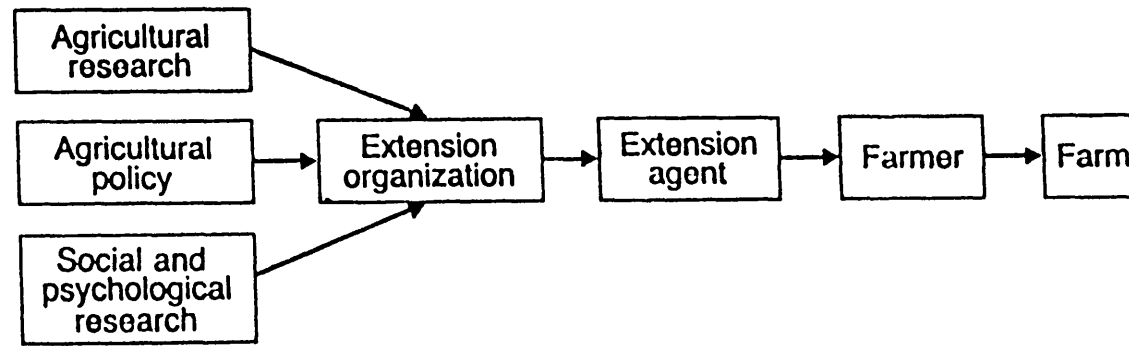 Agricultural
research
Agricultural
policy
Social and
psychological
research
Extension
organization
Extension
agent
Farmer
Farm